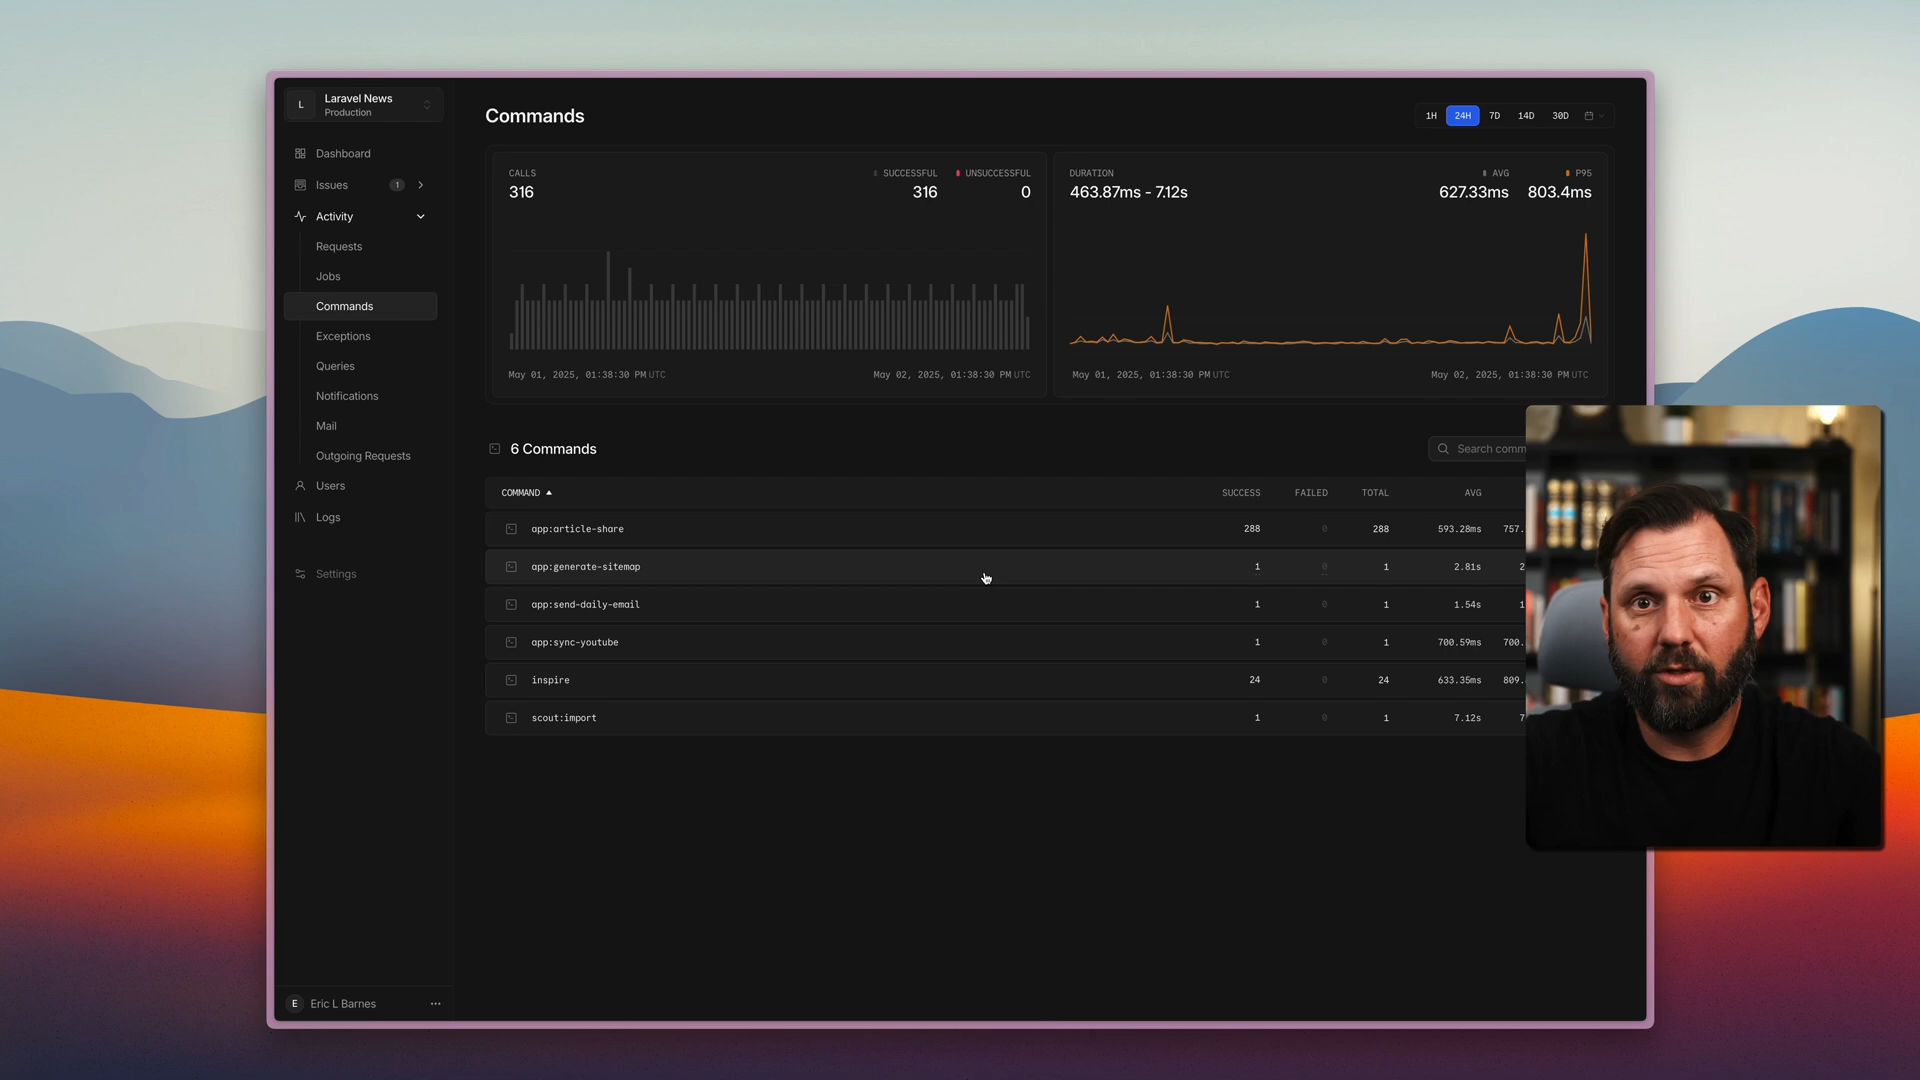 L
Laravel News
Production
Dashboard
Issues 1
Activity
Requests
Jobs
Commands
Exceptions
Queries
Notifications
Mail
Outgoing Requests
Users
Logs
Settings
E Eric L Barnes
Commands
1H 24H 7D 14D 30D
CALLS SUCCESSFUL UNSUCCESSFUL
316 316 0
May 01, 2025, 01:38:30 PM UTC May 02, 2025, 01:38:30 PM UTC
DURATION AVG P95
463.87ms - 7.12s 627.33ms 803.4ms
May 01, 2025, 01:38:30 PM UTC May 02, 2025, 01:38:30 PM UTC
6 Commands
Search comm
COMMAND SUCCESS FAILED TOTAL AVG
app:article-share 288 0 288 593.28ms 757.
app:generate-sitemap 1 0 1 2.81s 2
app:send-daily-email 1 0 1 1.54s 1
app:sync-youtube 1 0 1 700.59ms 700.
inspire 24 0 24 633.35ms 809.
scout:import 1 0 1 7.12s 7